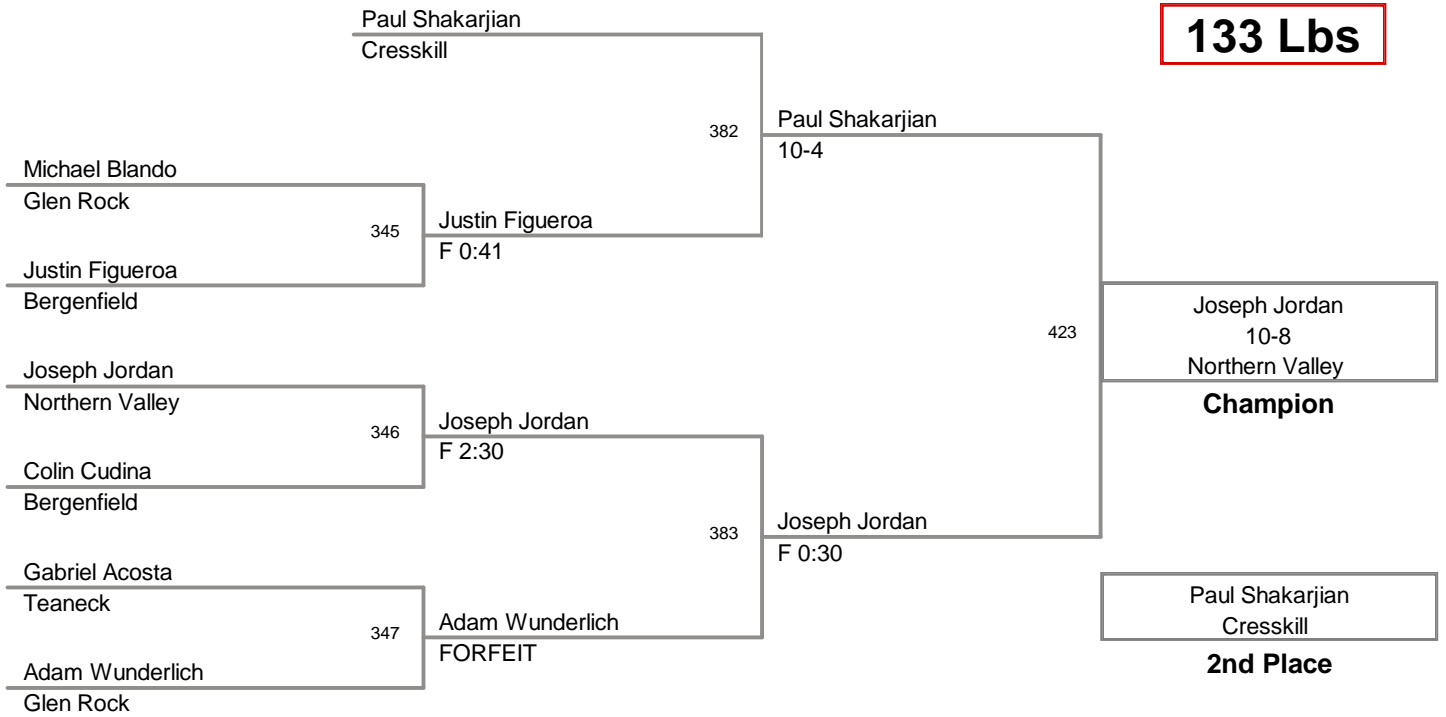 Paul Shakarjian
Cresskill
133 Lbs
382
Paul Shakarjian
10-4
Michael Blando
Glen Rock
345
Justin Figueroa
F 0:41
Justin Figueroa
Bergenfield
423
Joseph Jordan
10-8
Northern Valley
Champion
Joseph Jordan
Northern Valley
346
Joseph Jordan
F 2:30
Colin Cudina
Bergenfield
383
Joseph Jordan
F 0:30
Gabriel Acosta
Teaneck
347
Adam Wunderlich
FORFEIT
Adam Wunderlich
Glen Rock
Paul Shakarjian
Cresskill
2nd Place